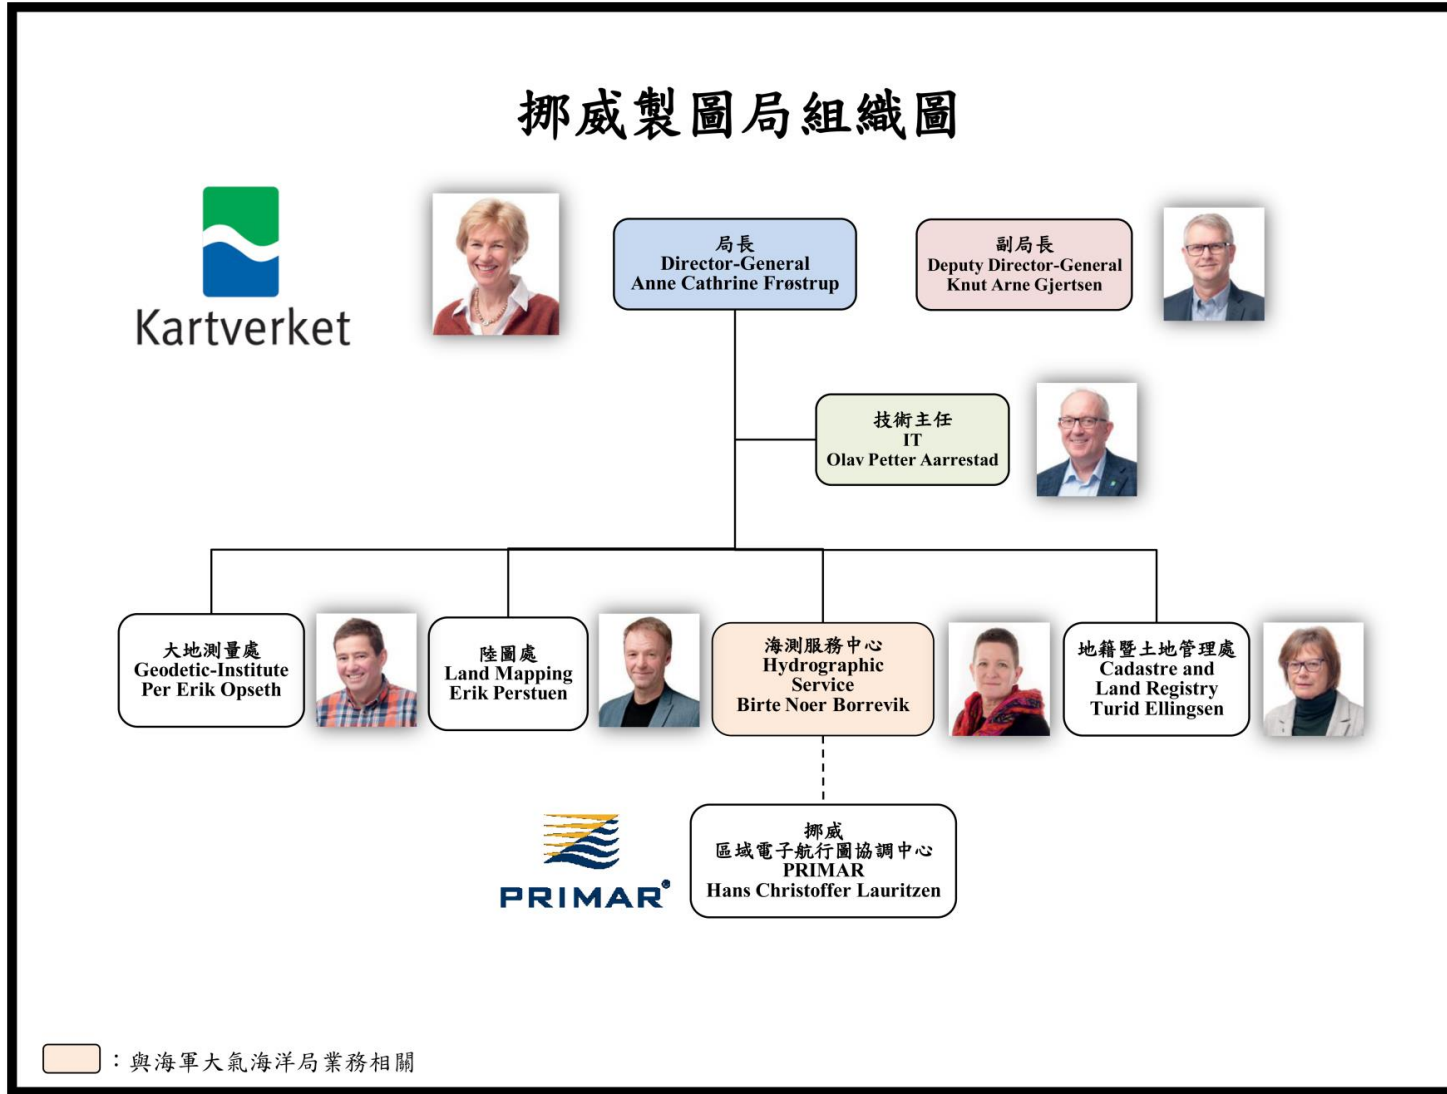 挪威製圖局組織圖
Kartverket
局長
Director-General
Anne Cathrine Frøstrup
副局長
Deputy Director-General
Knut Arne Gjertsen
技術主任
IT
Olav Petter Aarrestad
大地測量處
Geodetic-Institute
Per Erik Opseth
陸圖處
Land Mapping
Erik Perstuen
海測服務中心
Hydrographic
Service
Birte Noer Borrevik
地籍暨土地管理處
Cadastre and
Land Registry
Turid Ellingsen
PRIMAR®
挪威
區域電子航行圖協調中心
PRIMAR
Hans Christoffer Lauritzen
：與海軍大氣海洋局業務相關